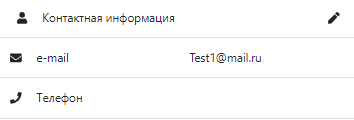 Контактная информация
e-mail Test1@mail.ru
Телефон